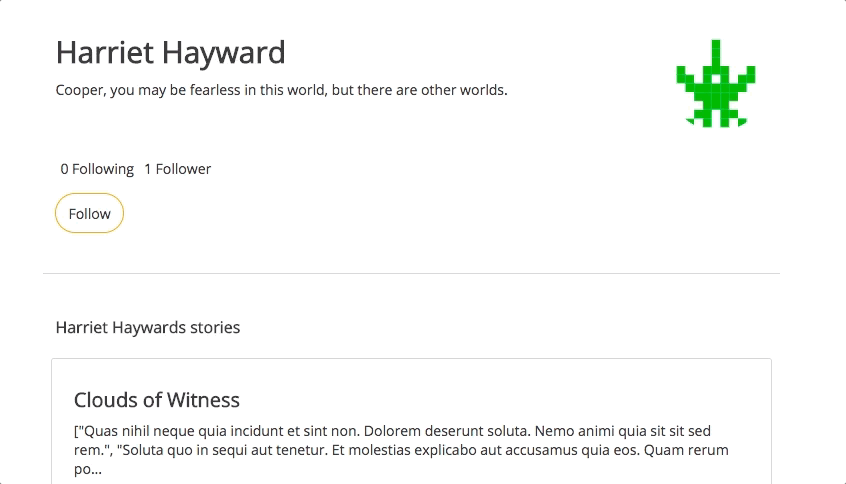 Harriet Hayward
Cooper, you may be fearless in this world, but there are other worlds.
0 Following 1 Follower
Follow
Harriet Haywards stories
Clouds of Witness
["Quas nihil neque quia incidunt et sint non. Dolorem deserunt soluta. Nemo animi quia sit sit sed
rem.", "Soluta quo in sequi aut tenetur. Et molestias explicabo aut accusamus quia eos. Quam rerum
po...